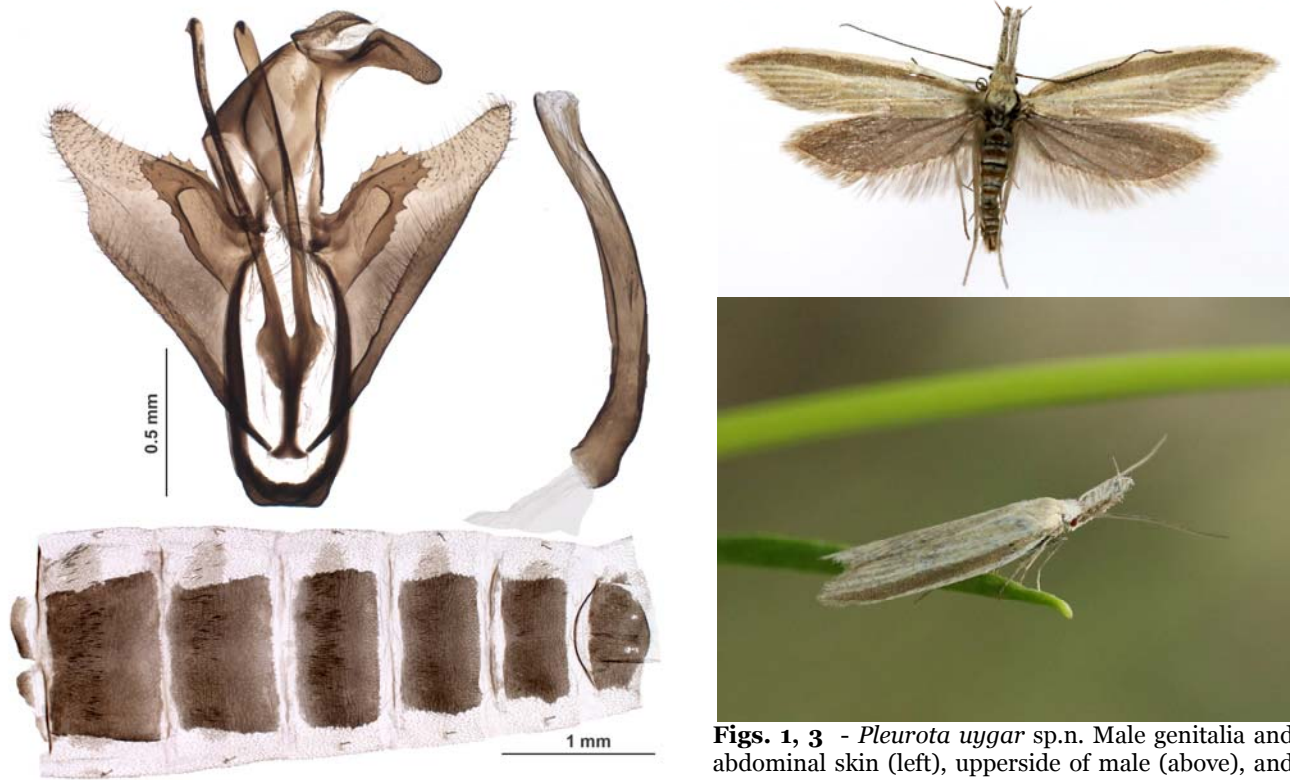 0.5 mm
1 mm
Figs. 1, 3 - Pleurota uygar sp.n. Male genitalia and
abdominal skin (left), upperside of male (above), and